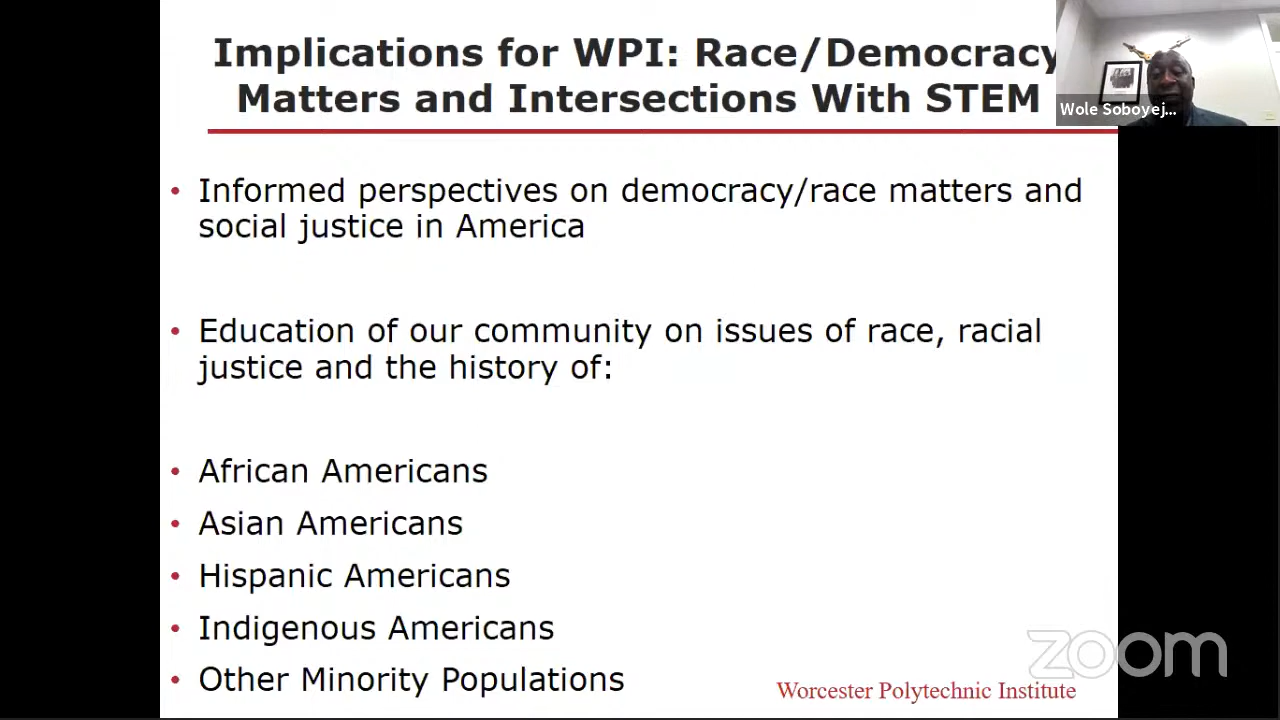 Implications for WPI: Race/Democracy
Matters and Intersections With STEM
Wole Soboyej...
• Informed perspectives on democracy/race matters and
social justice in America
• Education of our community on issues of race, racial
justice and the history of:
• African Americans
• Asian Americans
• Hispanic Americans
• Indigenous Americans
• Other Minority Populations
zoom
Worcester Polytechnic Institute